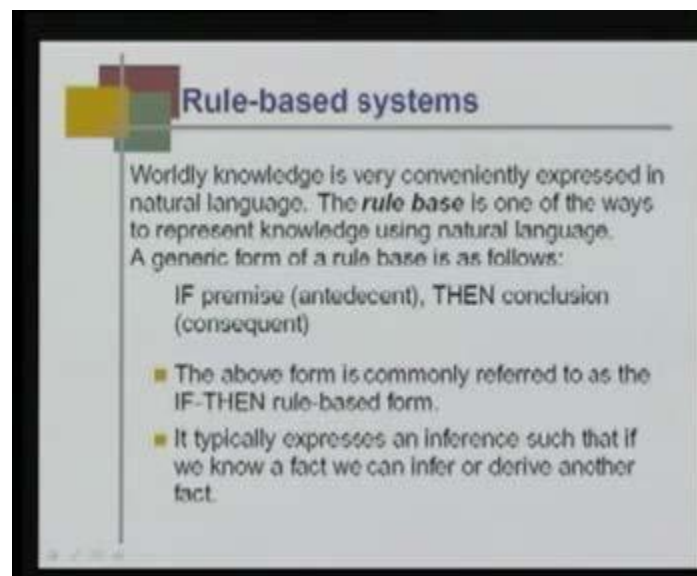 Rule-based systems
Worldly knowledge is very conveniently expressed in
natural language. The rule base is one of the ways
to represent knowledge using natural language.
A generic form of a rule base is as follows:
IF premise (antedecent), THEN conclusion
(consequent)
The above form is commonly referred to as the
IF-THEN rule-based form.
It typically expresses an inference such that if
we know a fact we can infer or derive another
fact.